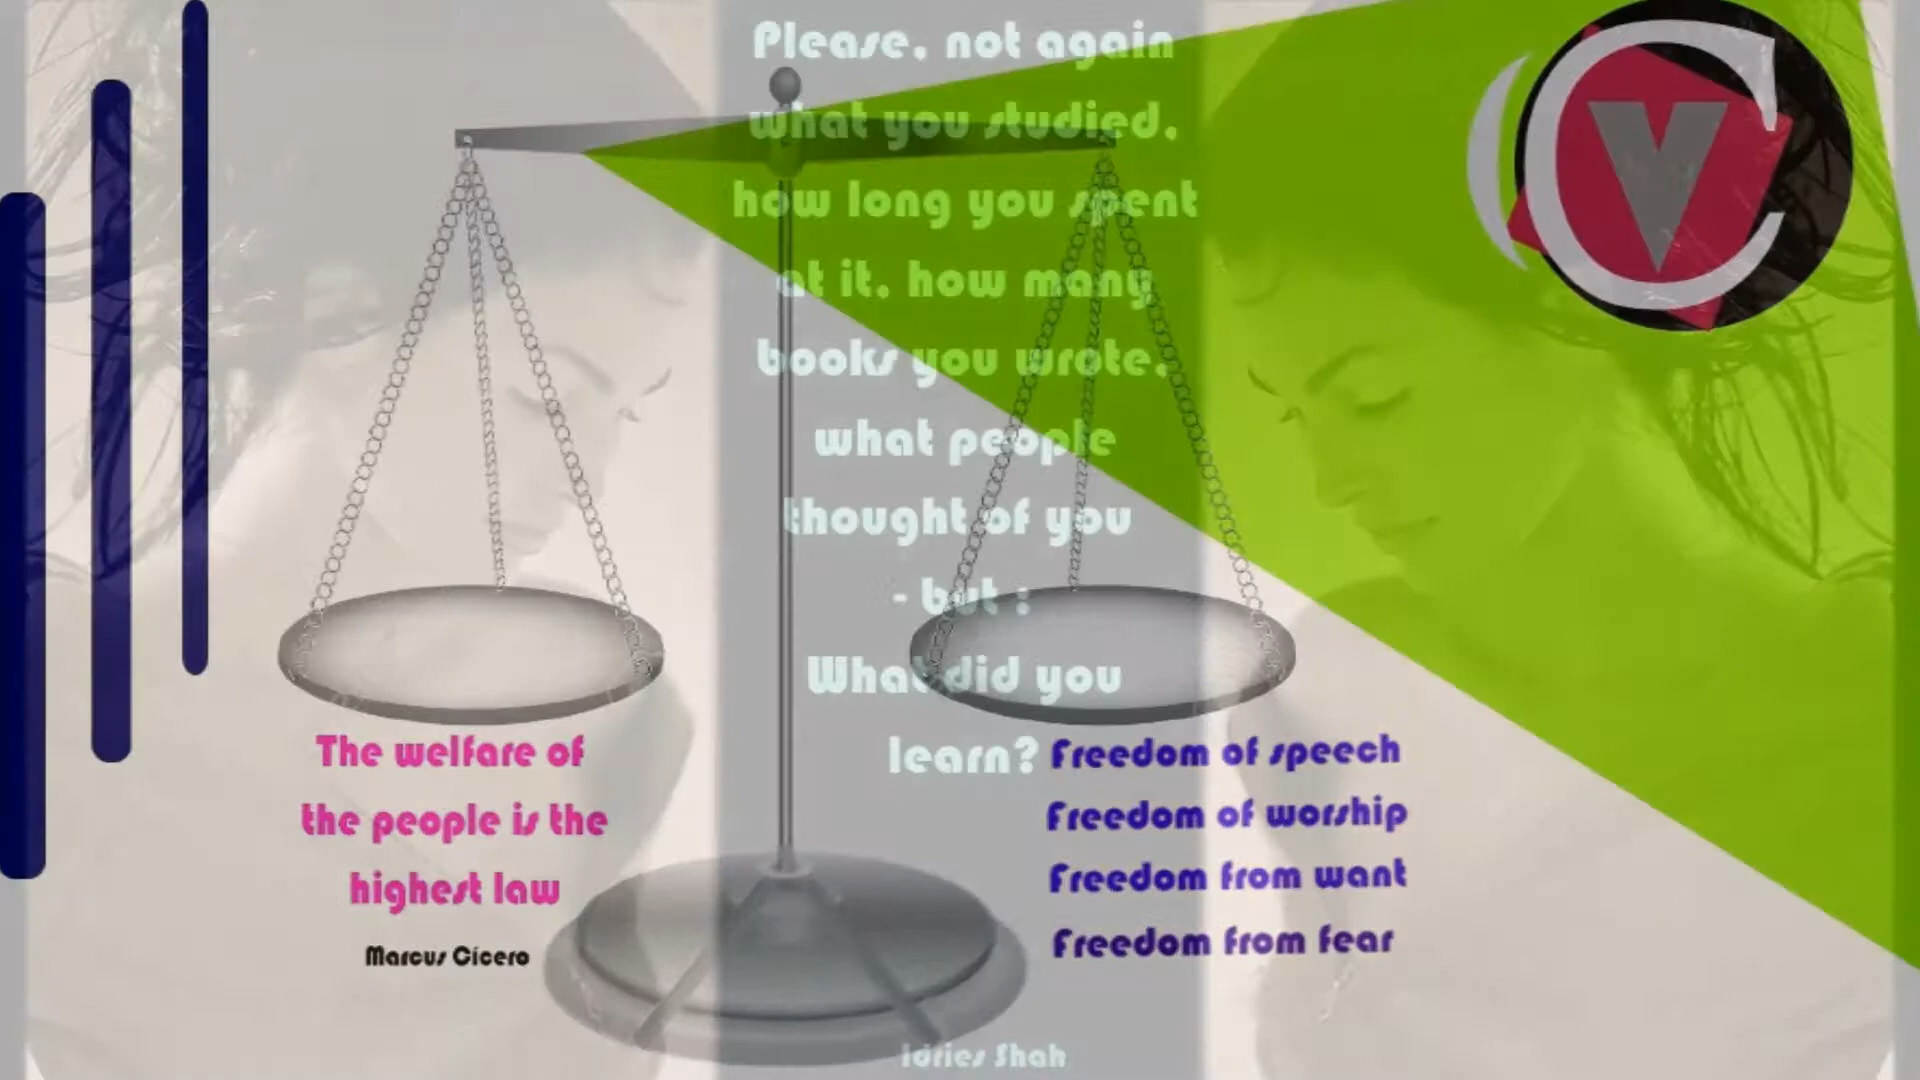 Please, not again
what you studied,
how long you spent
at it, how many
books you wrote,
what people
thought of you
- but :
What did you
learn?
Idries Shah
The welfare of
the people is the
highest law
Marcus Cicero
Freedom of speech
Freedom of worship
Freedom from want
Freedom from fear
CV